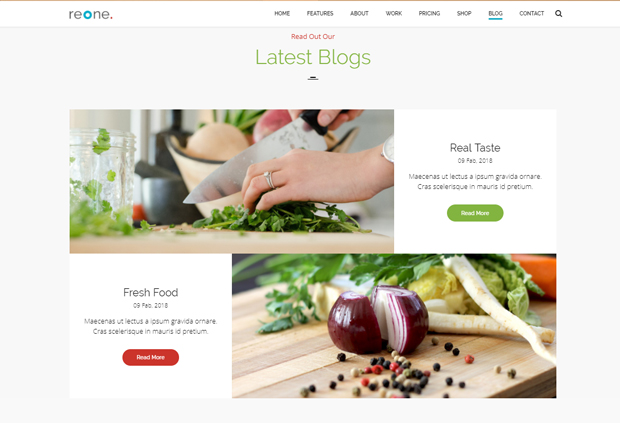 reone.
HOME FEATURES ABOUT WORK PRICING SHOP BLOG CONTACT
Read Out Our
Latest Blogs
Real Taste
09 Feb, 2018
Maecenas ut lectus a ipsum gravida ornare.
Cras scelerisque in mauris id pretium.
Read More
Fresh Food
09 Feb, 2018
Maecenas ut lectus a ipsum gravida ornare.
Cras scelerisque in mauris id pretium.
Read More